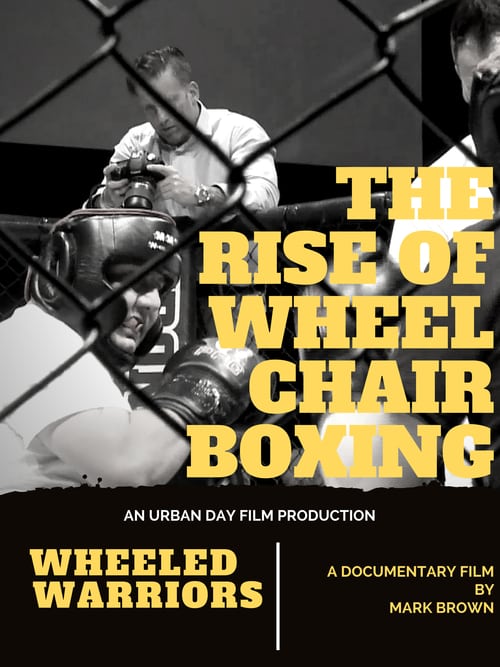 THE
RISE OF
WHEEL
CHAIR
BOXING
AN URBAN DAY FILM PRODUCTION
WHEELED
WARRIORS
A DOCUMENTARY FILM
BY
MARK BROWN